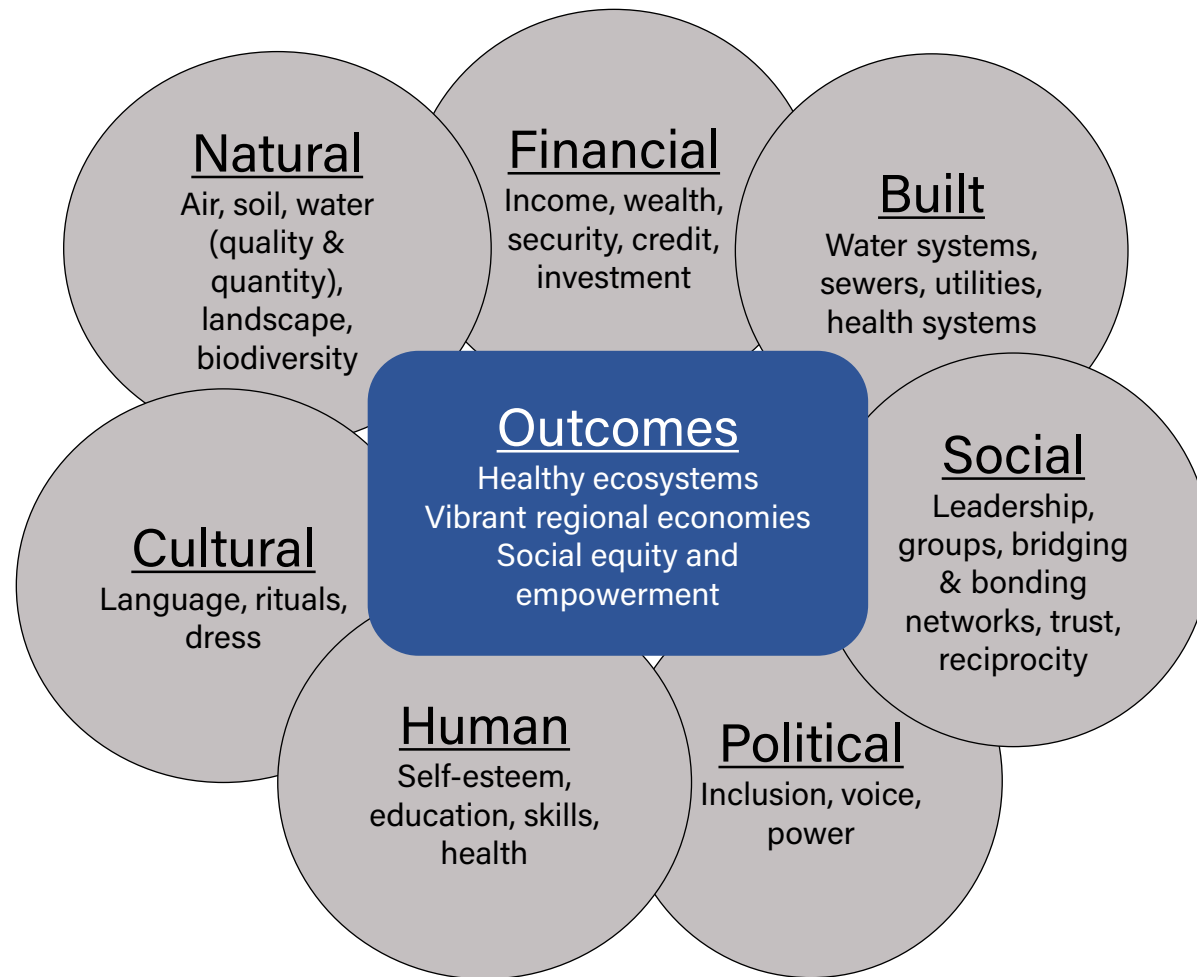 Natural
Air, soil, water
(quality &
quantity),
landscape,
biodiversity
Financial
Income, wealth,
security, credit,
investment
Built
Water systems,
sewers, utilities,
health systems
Social
Leadership,
groups, bridging
& bonding
networks, trust,
reciprocity
Political
Inclusion, voice,
power
Human
Self-esteem,
education, skills,
health
Cultural
Language, rituals,
dress
Outcomes
Healthy ecosystems
Vibrant regional economies
Social equity and
empowerment